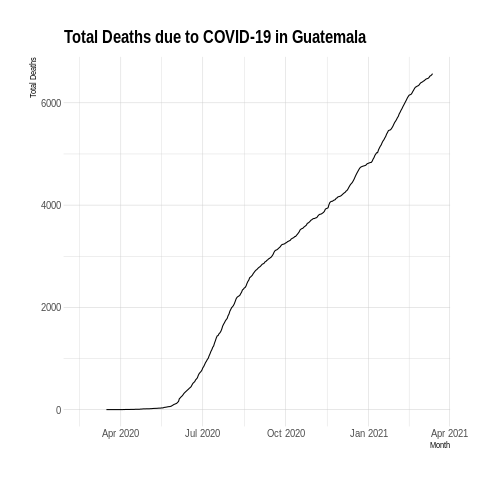 Total Deaths due to COVID-19 in Guatemala
Total Deaths
6000
4000
2000
0
Apr 2020 Jul 2020 Oct 2020 Jan 2021 Apr 2021
Month